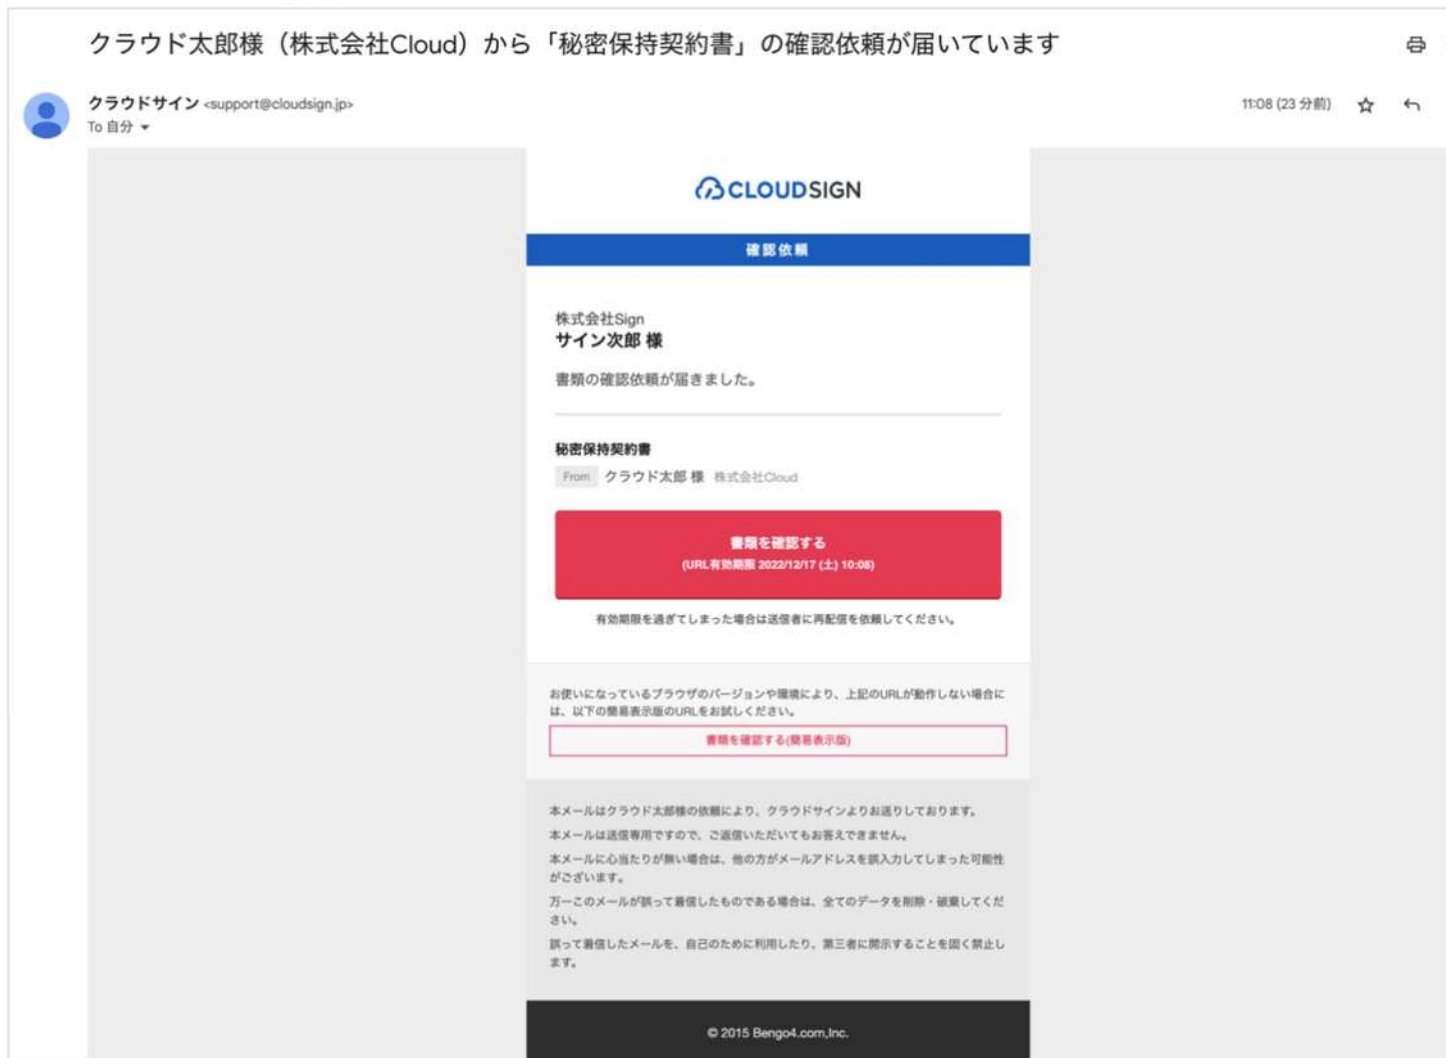 クラウド太郎様（株式会社Cloud）から「秘密保持契約書」の確認依頼が届いています
クラウドサイン <support@cloudsign.jp>
11:08 (23 分前)
To 自分
CLOUDSIGN
確認依頼
株式会社Sign
サイン次郎 様
書類の確認依頼が届きました。
秘密保持契約書
From クラウド太郎 様 株式会社Cloud
書類を確認する
(URL有効期限 2022/12/17 (土) 10:08)
有効期限を過ぎてしまった場合は送信者に再配信を依頼してください。
お使いになっているブラウザのバージョンや環境により、上記のURLが動作しない場合に
は、以下の簡易表示版のURLをお試しください。
書類を確認する(簡易表示版)
本メールはクラウド太郎様の依頼により、クラウドサインよりお送りしております。
本メールは送信専用ですので、ご返信いただいてもお答えできません。
本メールに心当たりが無い場合は、他の方がメールアドレスを誤入力してしまった可能性
がございます。
万一このメールが誤って着信したものである場合は、全てのデータを削除・破棄してくだ
さい。
誤って着信したメールを、自己のために利用したり、第三者に開示することを固く禁止し
ます。
© 2015 Bengo4.com,Inc.